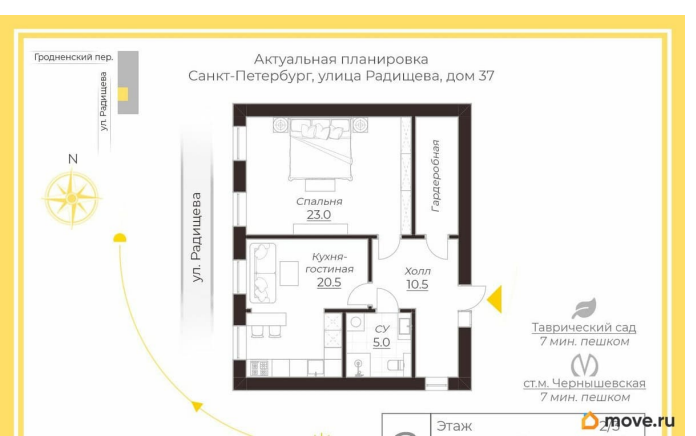 Гродненский пер.
ул. Радищева
Актуальная планировка
Санкт-Петербург, улица Радищева, дом 37
N
ул. Радищева
Спальня
23.0
Гардеробная
Кухня-
гостиная
20.5
Холл
10.5
СУ
5.0
Таврический сад
7 мин. пешком
ст.м. Чернышевская
7 мин. пешком
Этаж
2/5
move.ru